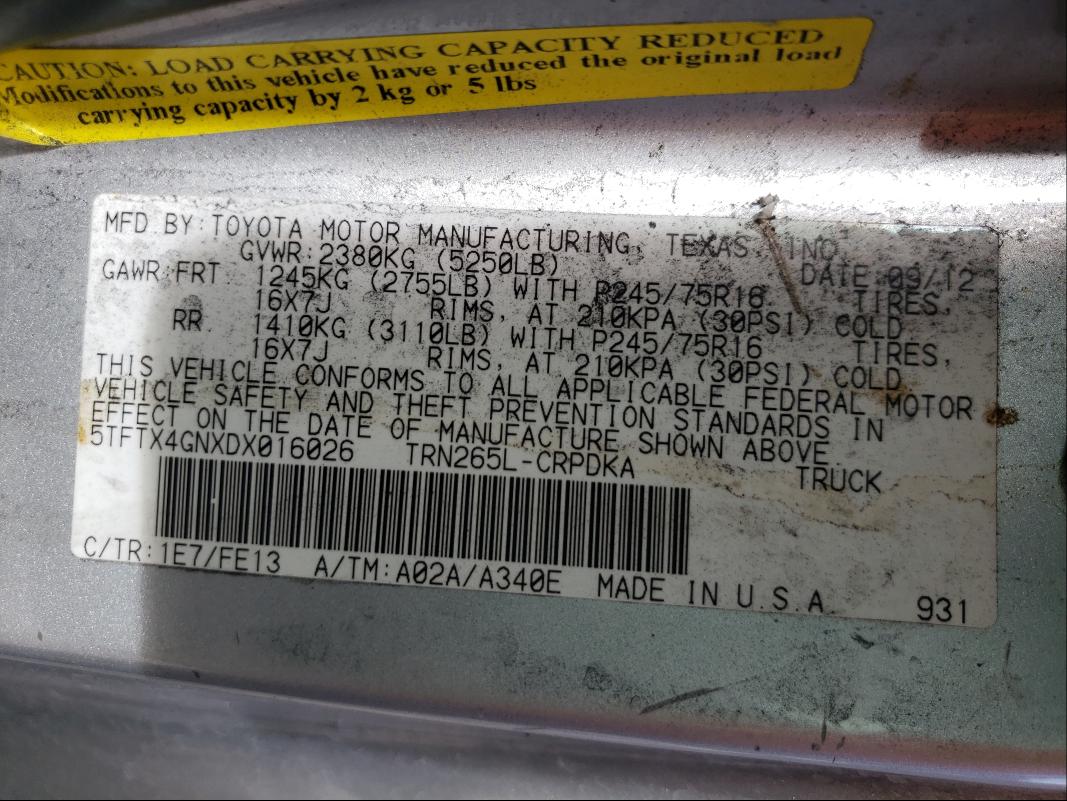 CAUTION: LOAD CARRYING CAPACITY REDUCED
Modifications to this vehicle have reduced the original load
carrying capacity by 2 kg or 5 lbs
MFD BY: TOYOTA MOTOR MANUFACTURING, TEXAS, INC.
GVWR: 2380KG (5250LB) DATE: 09/12
GAWR: FRT 1245KG (2755LB) WITH P245/75R16 TIRES,
16X7J RIMS, AT 210KPA (30PSI) COLD
RR 1410KG (3110LB) WITH P245/75R16 TIRES,
16X7J RIMS, AT 210KPA (30PSI) COLD
THIS VEHICLE CONFORMS TO ALL APPLICABLE FEDERAL MOTOR
VEHICLE SAFETY AND THEFT PREVENTION STANDARDS IN
EFFECT ON THE DATE OF MANUFACTURE SHOWN ABOVE
5TFTX4GNXDX016026 TRN265L-CRPDKA TRUCK
C/TR: 1E7/FE13 A/TM: A02A/A340E MADE IN U.S.A. 931